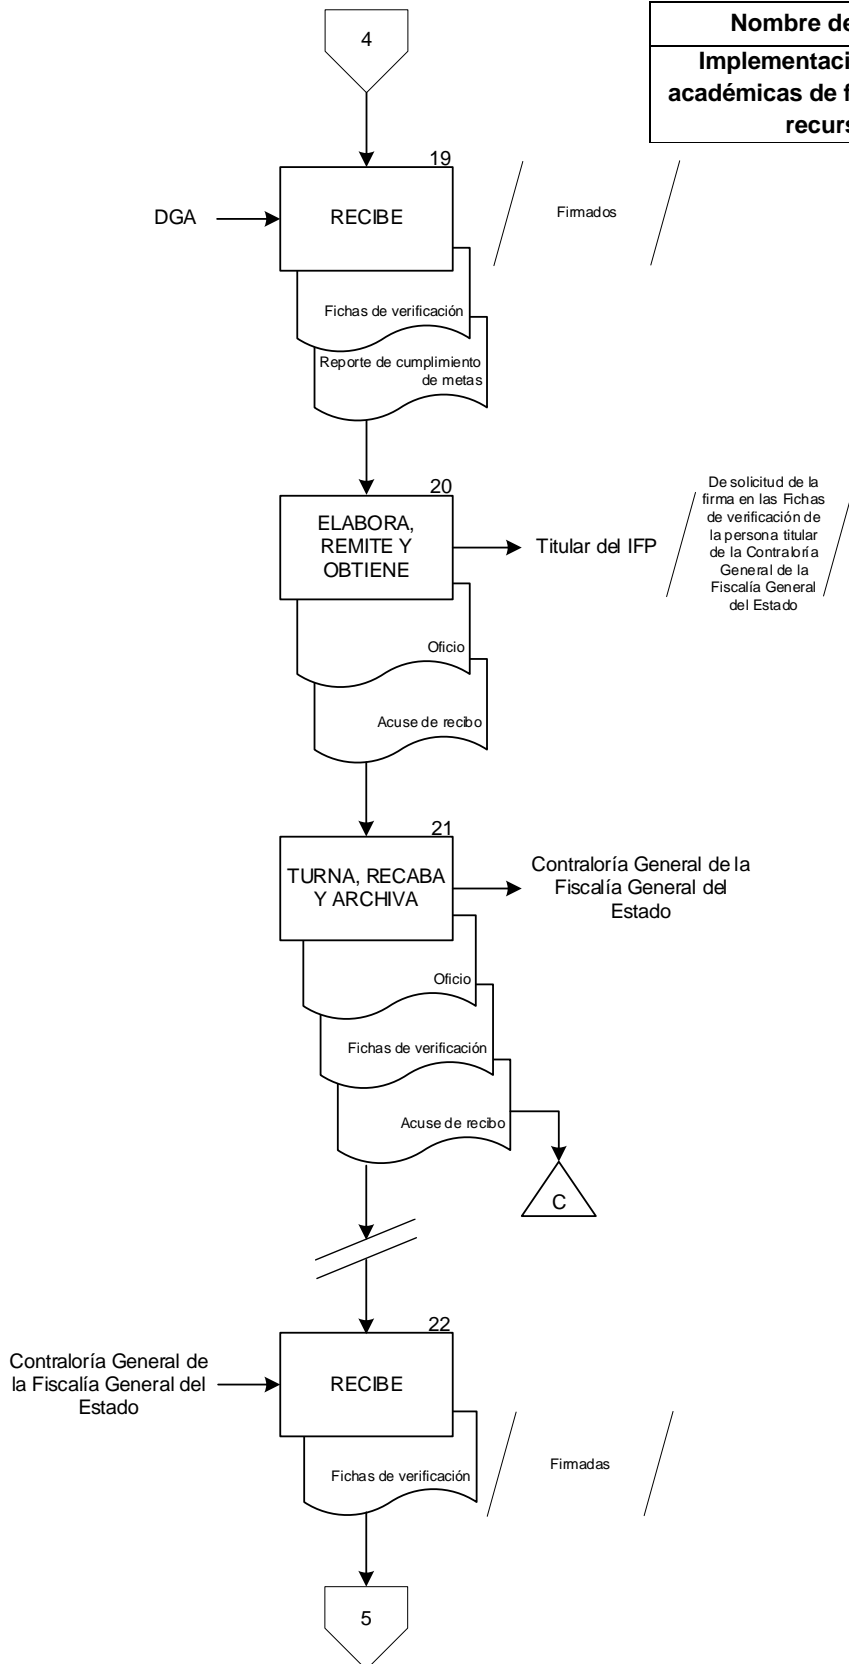 4
Nombre de
Implementaci
académicas de f
recurs
19
DGA
RECIBE
Firmados
Fichas de verificación
Reporte de cumplimiento
de metas
20
ELABORA,
REMITE Y
OBTIENE
Titular del IFP
De solicitud de la
firma en las Fichas
de verificación de
la persona titular
de la Contraloría
General de la
Fiscalía General
del Estado
Oficio
Acuse de recibo
21
TURNA, RECABA
Y ARCHIVA
Contraloría General de la
Fiscalía General del
Estado
Oficio
Fichas de verificación
Acuse de recibo
C
22
Contraloría General de
la Fiscalía General del
Estado
RECIBE
Fichas de verificación
Firmadas
5